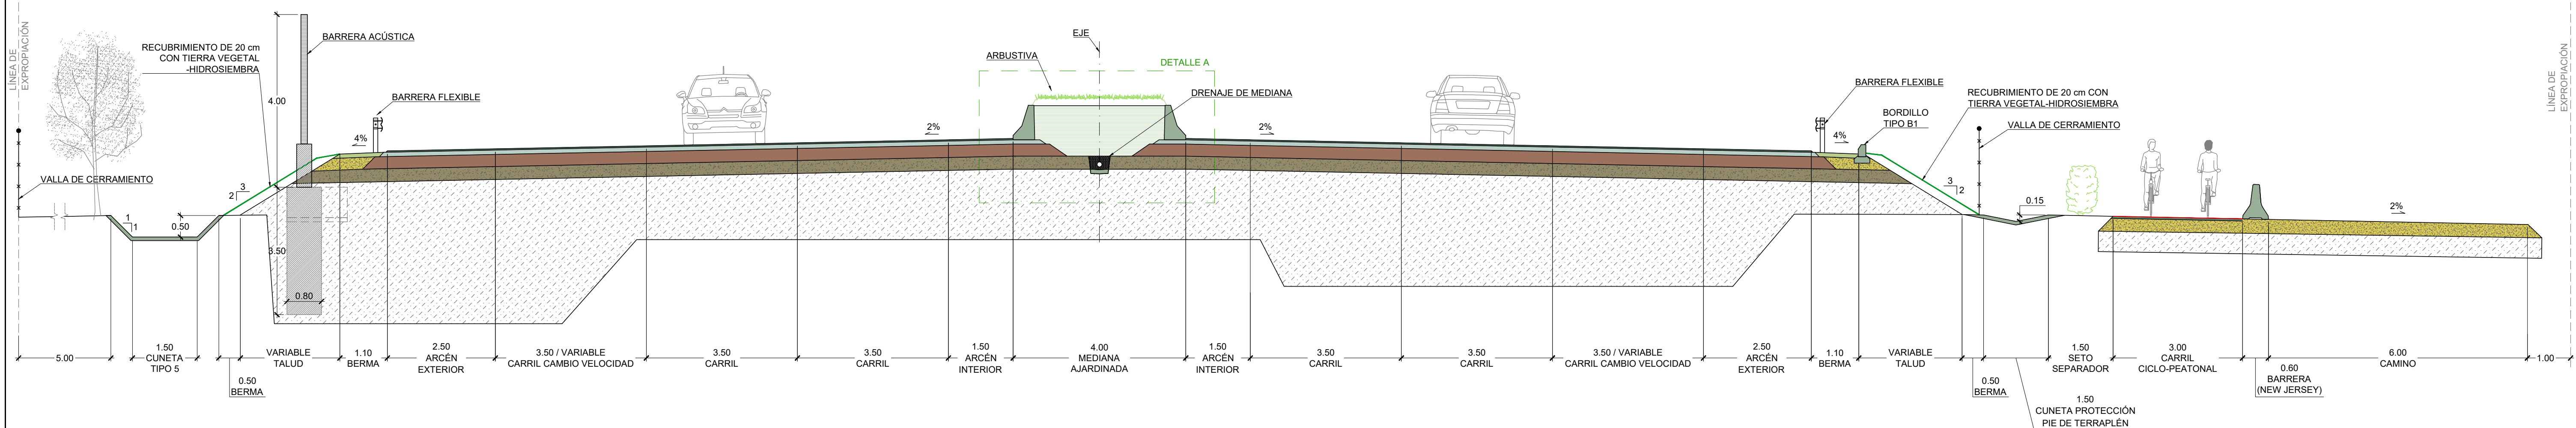 LÍNEA DE
EXPROPIACIÓN
RECUBRIMIENTO DE 20 cm
CON TIERRA VEGETAL
-HIDROSIEMBRA
BARRERA ACÚSTICA
4.00
BARRERA FLEXIBLE
4%
VALLA DE CERRAMIENTO
1
1
0.50
3
2
3.50
0.80
2%
EJE
ARBUSTIVA
DETALLE A
DRENAJE DE MEDIANA
2%
BARRERA FLEXIBLE
4%
BORDILLO
TIPO B1
RECUBRIMIENTO DE 20 cm CON
TIERRA VEGETAL-HIDROSIEMBRA
VALLA DE CERRAMIENTO
3
2
0.15
2%
LÍNEA DE
EXPROPIACIÓN
5.00
1.50
CUNETA
TIPO 5
0.50
BERMA
VARIABLE
TALUD
1.10
BERMA
2.50
ARCÉN
EXTERIOR
3.50 / VARIABLE
CARRIL CAMBIO VELOCIDAD
3.50
CARRIL
3.50
CARRIL
1.50
ARCÉN
INTERIOR
4.00
MEDIANA
AJARDINADA
1.50
ARCÉN
INTERIOR
3.50
CARRIL
3.50
CARRIL
3.50 / VARIABLE
CARRIL CAMBIO VELOCIDAD
2.50
ARCÉN
EXTERIOR
1.10
BERMA
VARIABLE
TALUD
0.50
BERMA
1.50
CUNETA PROTECCIÓN
PIE DE TERRAPLÉN
1.50
SETO
SEPARADOR
3.00
CARRIL
CICLO-PEATONAL
0.60
BARRERA
(NEW JERSEY)
6.00
CAMINO
1.00